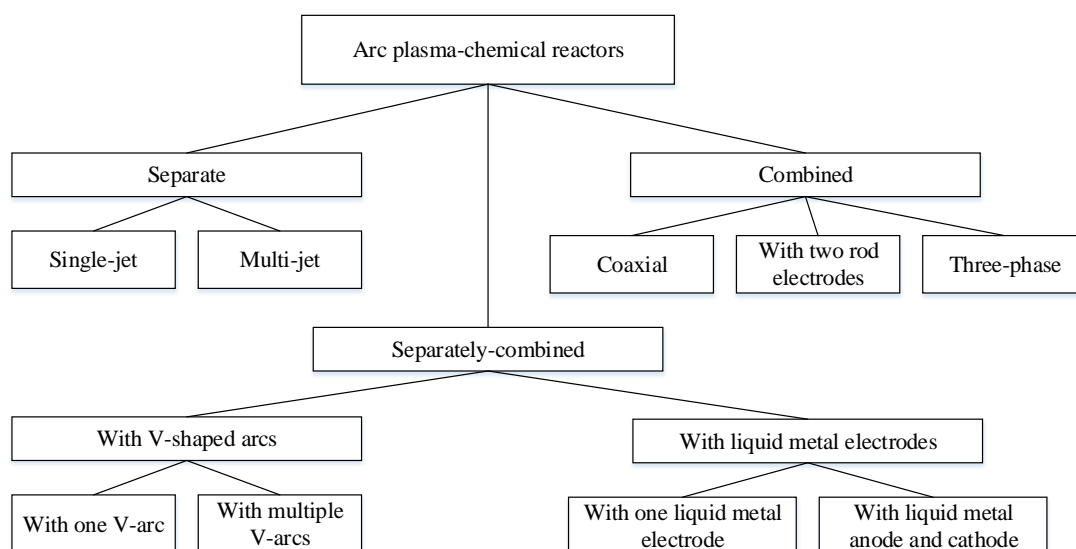 Arc plasma-chemical reactors
Separate
Combined
Single-jet
Multi-jet
Coaxial
With two rod
electrodes
Three-phase
Separately-combined
With V-shaped arcs
With liquid metal electrodes
With one V-arc
With multiple
V-arcs
With one liquid metal
electrode
With liquid metal
anode and cathode